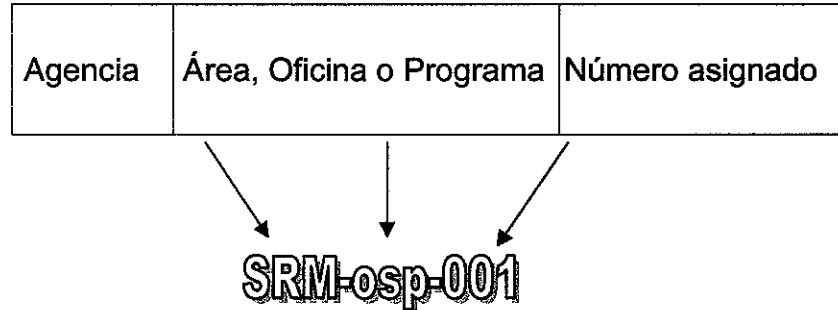 Agencia Área, Oficina o Programa Número asignado
SRM-osp-001